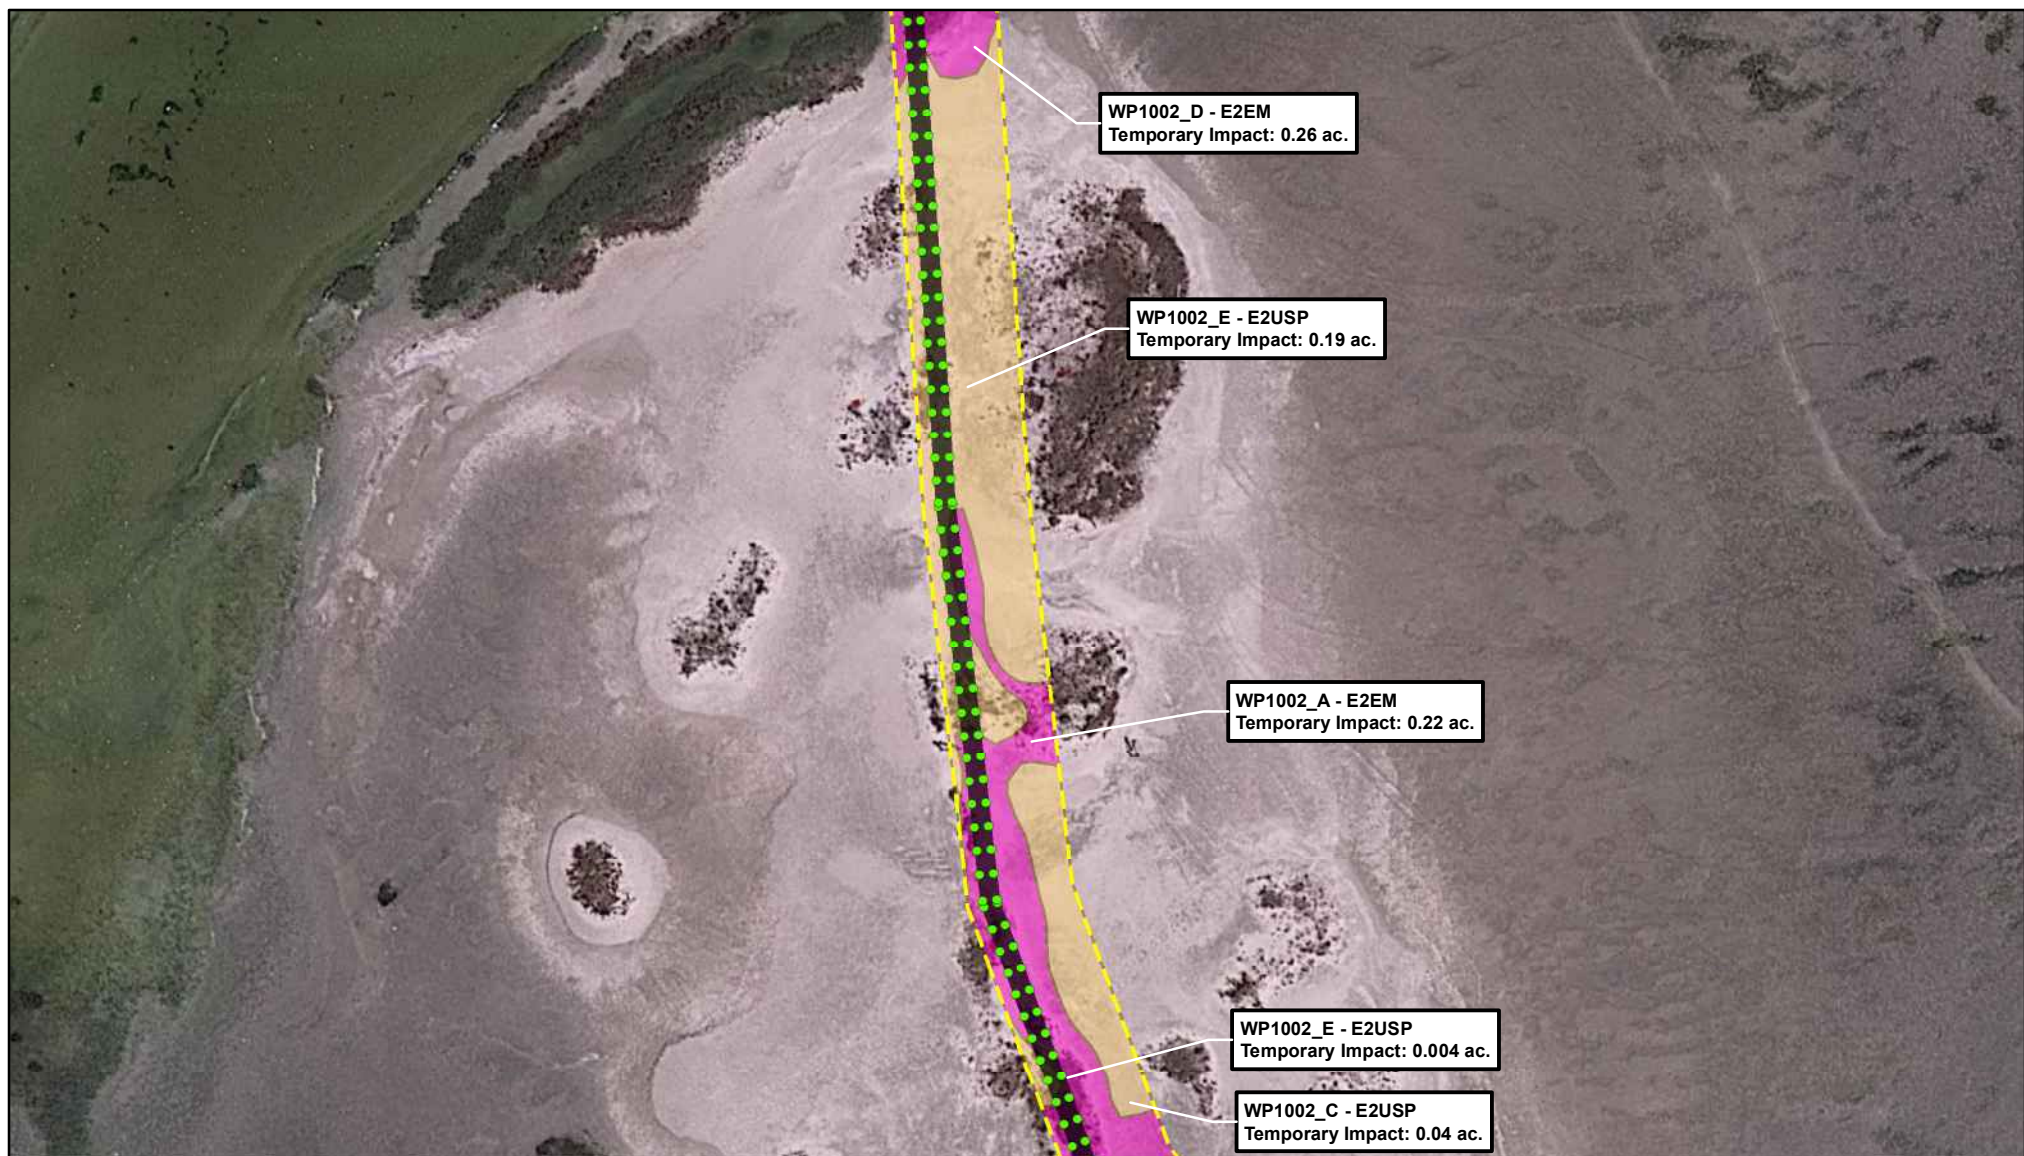 WP1002_D - E2EM
Temporary Impact: 0.26 ac.
WP1002_E - E2USP
Temporary Impact: 0.19 ac.
WP1002_A - E2EM
Temporary Impact: 0.22 ac.
WP1002_E - E2USP
Temporary Impact: 0.004 ac.
WP1002_C - E2USP
Temporary Impact: 0.04 ac.